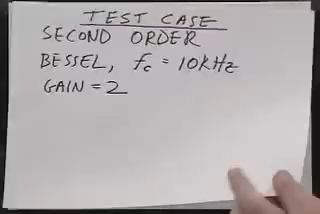 TEST CASE
SECOND ORDER
BESSEL, fc = 10kHz
GAIN = 2